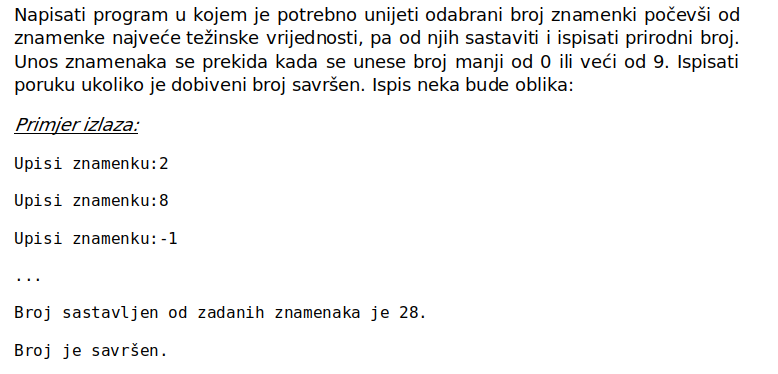 Napisati program u kojem je potrebno unijeti odabrani broj znamenki počevši od
znamenke najveće težinske vrijednosti, pa od njih sastaviti i ispisati prirodni broj.
Unos znamenaka se prekida kada se unese broj manji od 0 ili veći od 9. Ispisati
poruku ukoliko je dobiveni broj savršen. Ispis neka bude oblika:
Primjer izlaza:
Upisi znamenku:2
Upisi znamenku:8
Upisi znamenku:-1
...
Broj sastavljen od zadanih znamenaka je 28.
Broj je savršen.